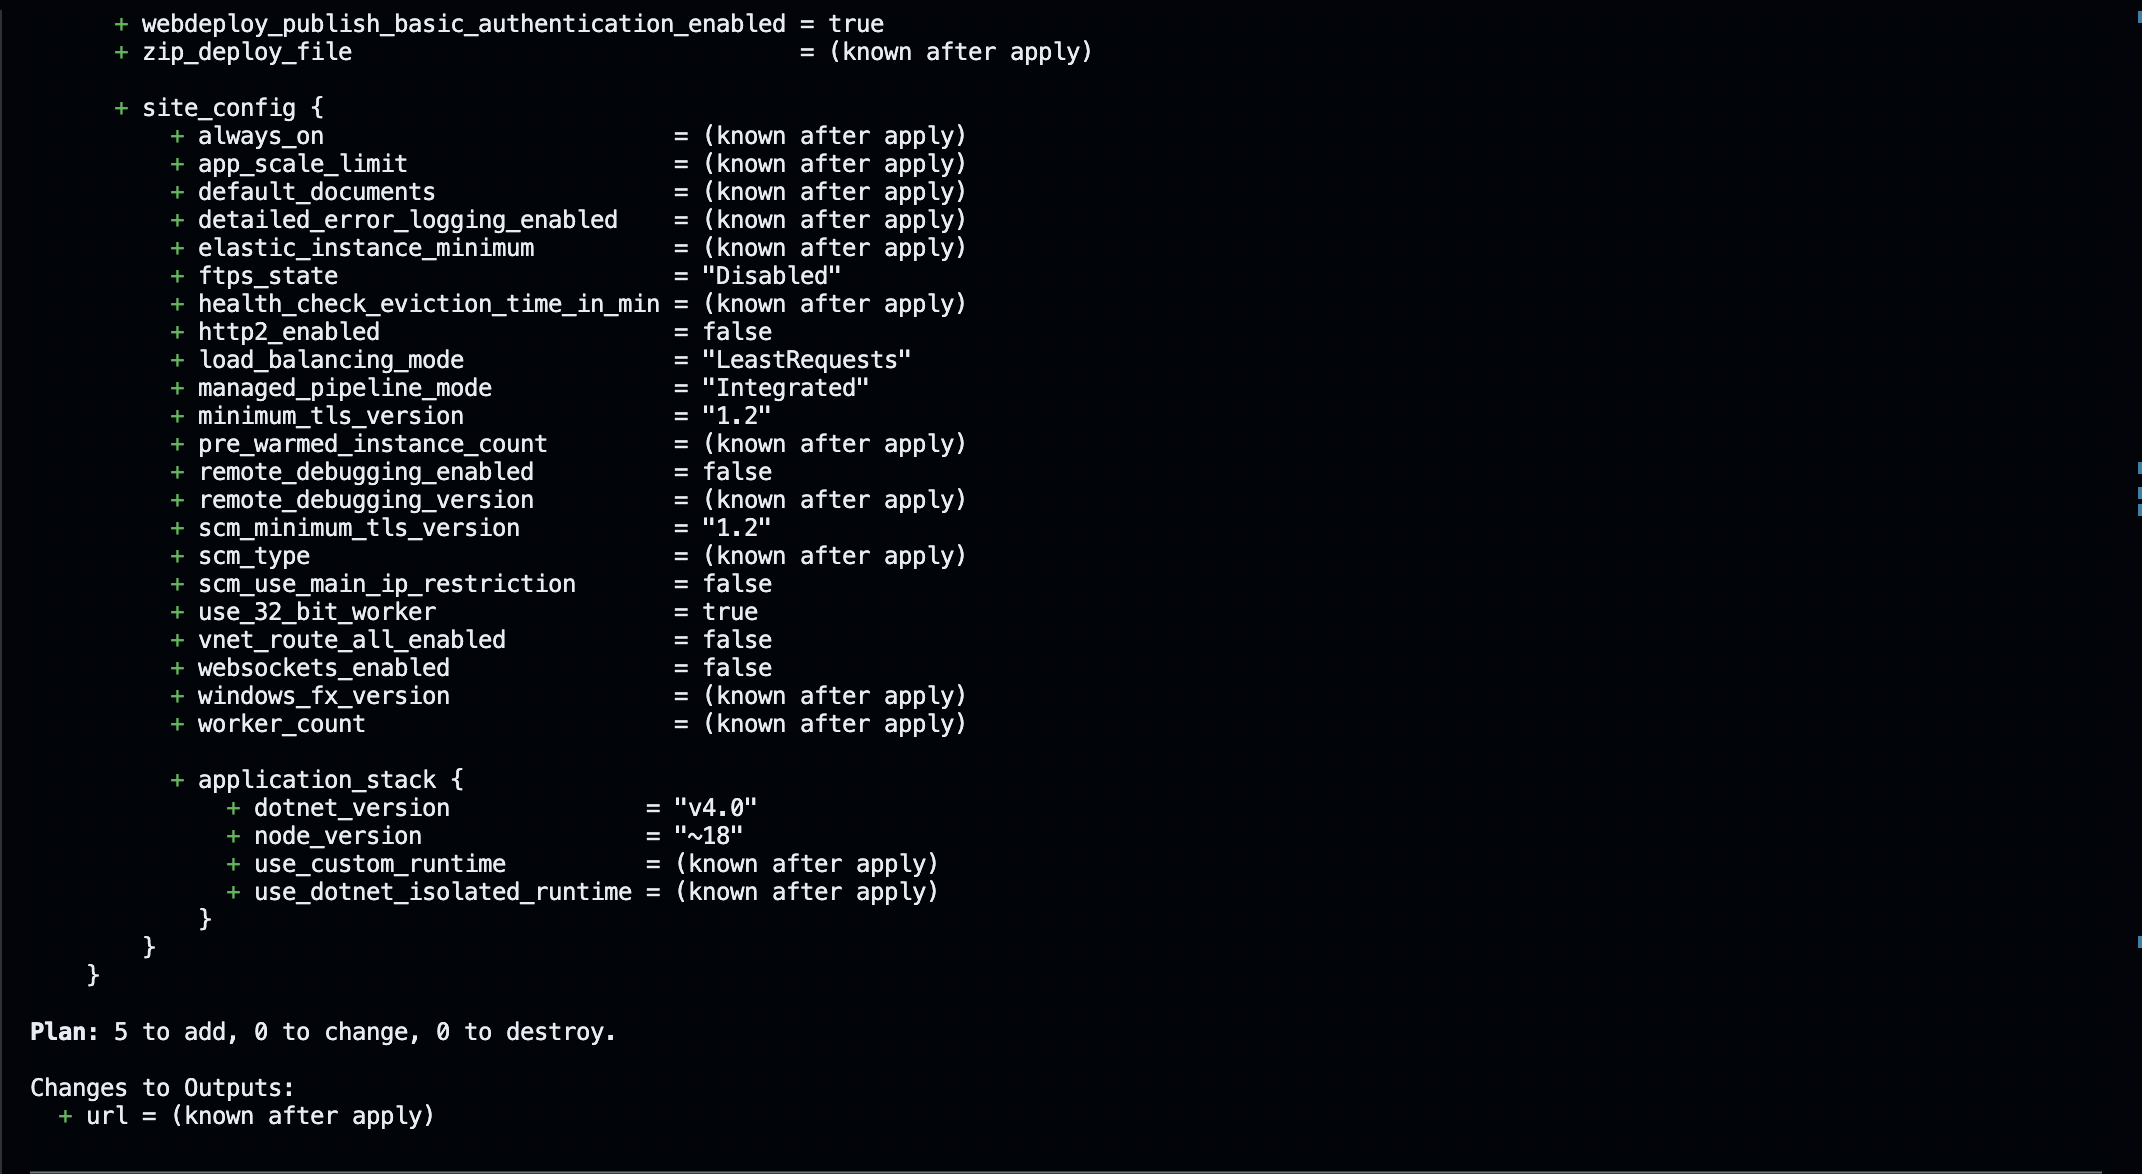 + webdeploy_publish_basic_authentication_enabled = true
+ zip_deploy_file = (known after apply)
+ site_config {
+ always_on = (known after apply)
+ app_scale_limit = (known after apply)
+ default_documents = (known after apply)
+ detailed_error_logging_enabled = (known after apply)
+ elastic_instance_minimum = (known after apply)
+ ftps_state = "Disabled"
+ health_check_eviction_time_in_min = (known after apply)
+ http2_enabled = false
+ load_balancing_mode = "LeastRequests"
+ managed_pipeline_mode = "Integrated"
+ minimum_tls_version = "1.2"
+ pre_warmed_instance_count = (known after apply)
+ remote_debugging_enabled = false
+ remote_debugging_version = (known after apply)
+ scm_minimum_tls_version = "1.2"
+ scm_type = (known after apply)
+ scm_use_main_ip_restriction = false
+ use_32_bit_worker = true
+ vnet_route_all_enabled = false
+ websockets_enabled = false
+ windows_fx_version = (known after apply)
+ worker_count = (known after apply)
+ application_stack {
+ dotnet_version = "v4.0"
+ node_version = "~18"
+ use_custom_runtime = (known after apply)
+ use_dotnet_isolated_runtime = (known after apply)
}
}
}
Plan: 5 to add, 0 to change, 0 to destroy.
Changes to Outputs:
+ url = (known after apply)